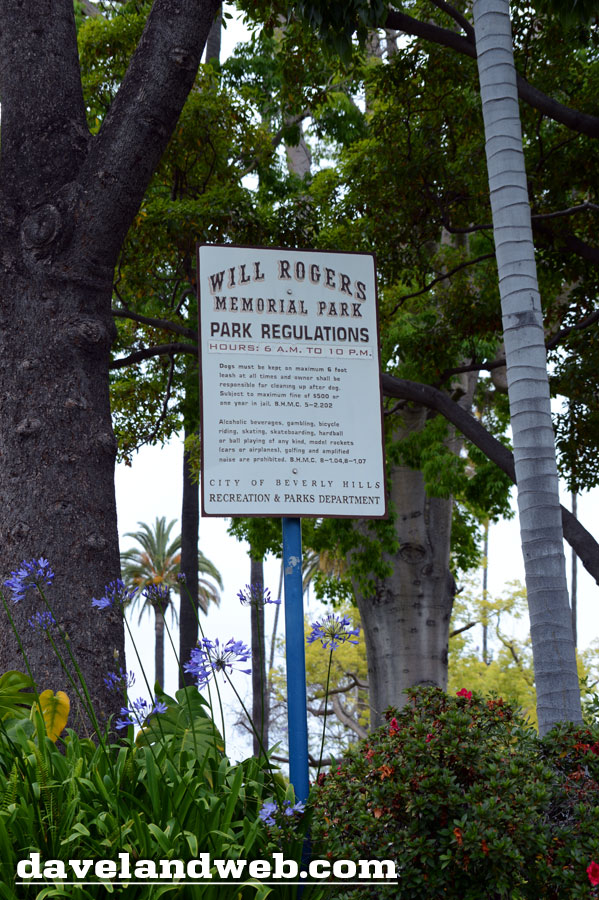 WILL ROGERS
MEMORIAL PARK
PARK REGULATIONS
HOURS: 6 A.M. TO 10 P.M.
Dogs must be kept on maximum 6 foot
leash at all times and owner shall be
responsible for cleaning up after dog.
Subject to maximum fine of $500 or
one year in jail. B.H.M.C. 5-2.202
Alcoholic beverages, gambling, bicycle
riding, skating, skateboarding, hardball
or ball playing of any kind, model rockets
(cars or airplanes), golfing and amplified
noise are prohibited. B.H.M.C. 8-1.04,8-1.07
CITY OF BEVERLY HILLS
RECREATION & PARKS DEPARTMENT
davelandweb.com